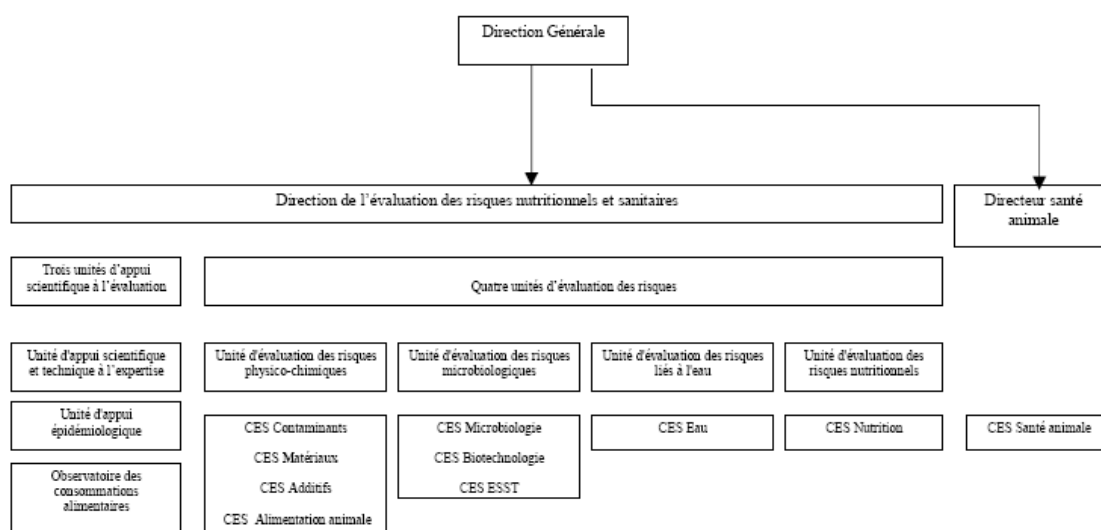 Direction Générale
Direction de l’évaluation des risques nutritionnels et sanitaires
Directeur santé
animale
Trois unités d’appui
scientifique à l’évaluation
Quatre unités d’évaluation des risques
Unité d'appui scientifique
et technique à l’expertise
Unité d'évaluation des risques
physico-chimiques
Unité d'évaluation des risques
microbiologiques
Unité d'évaluation des risques
liés à l'eau
Unité d'évaluation des
risques nutritionnels
Unité d'appui
épidémiologique
Observatoire des
consommations
alimentaires
CES Contaminants
CES Matériaux
CES Additifs
CES Alimentation animale
CES Microbiologie
CES Biotechnologie
CES ESST
CES Eau
CES Nutrition
CES Santé animale